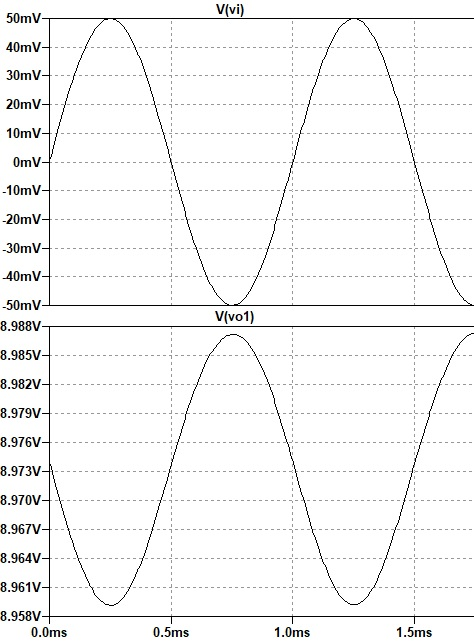 V(vi)
50mV
40mV
30mV
20mV
10mV
0mV
-10mV
-20mV
-30mV
-40mV
-50mV
V(vo1)
8.988V
8.985V
8.982V
8.979V
8.976V
8.973V
8.970V
8.967V
8.964V
8.961V
8.958V
0.0ms 0.5ms 1.0ms 1.5ms